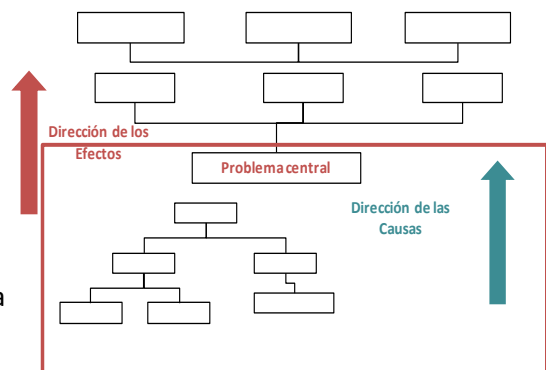 Dirección de los
Efectos
Problema central
Dirección de las
Causas
a